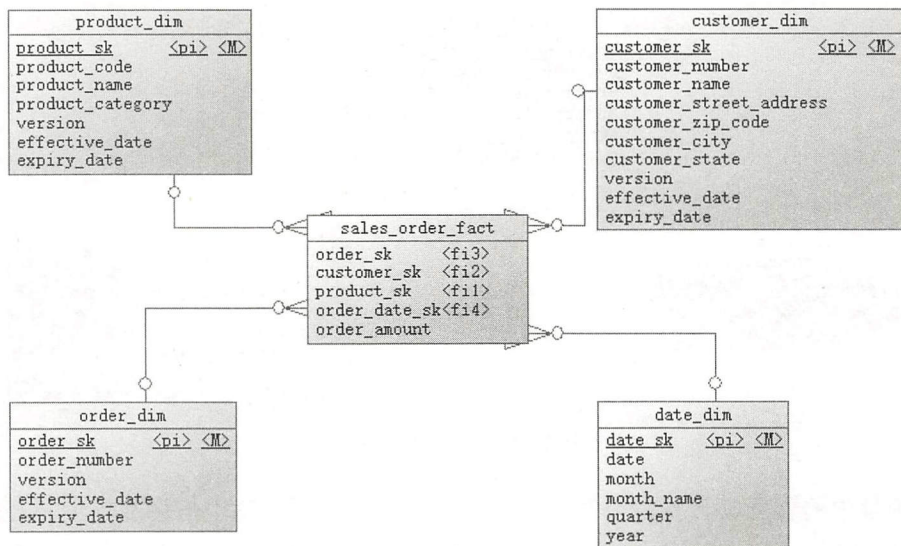 product_dim
product_sk <pi> <M>
product_code
product_name
product_category
version
effective_date
expiry_date
customer_dim
customer_sk <pi> <M>
customer_number
customer_name
customer_street_address
customer_zip_code
customer_city
customer_state
version
effective_date
expiry_date
sales_order_fact
order_sk <fi3>
customer_sk <fi2>
product_sk <fi1>
order_date_sk<fi4>
order_amount
order_dim
order_sk <pi> <M>
order_number
version
effective_date
expiry_date
date_dim
date_sk <pi> <M>
date
month
month_name
quarter
year